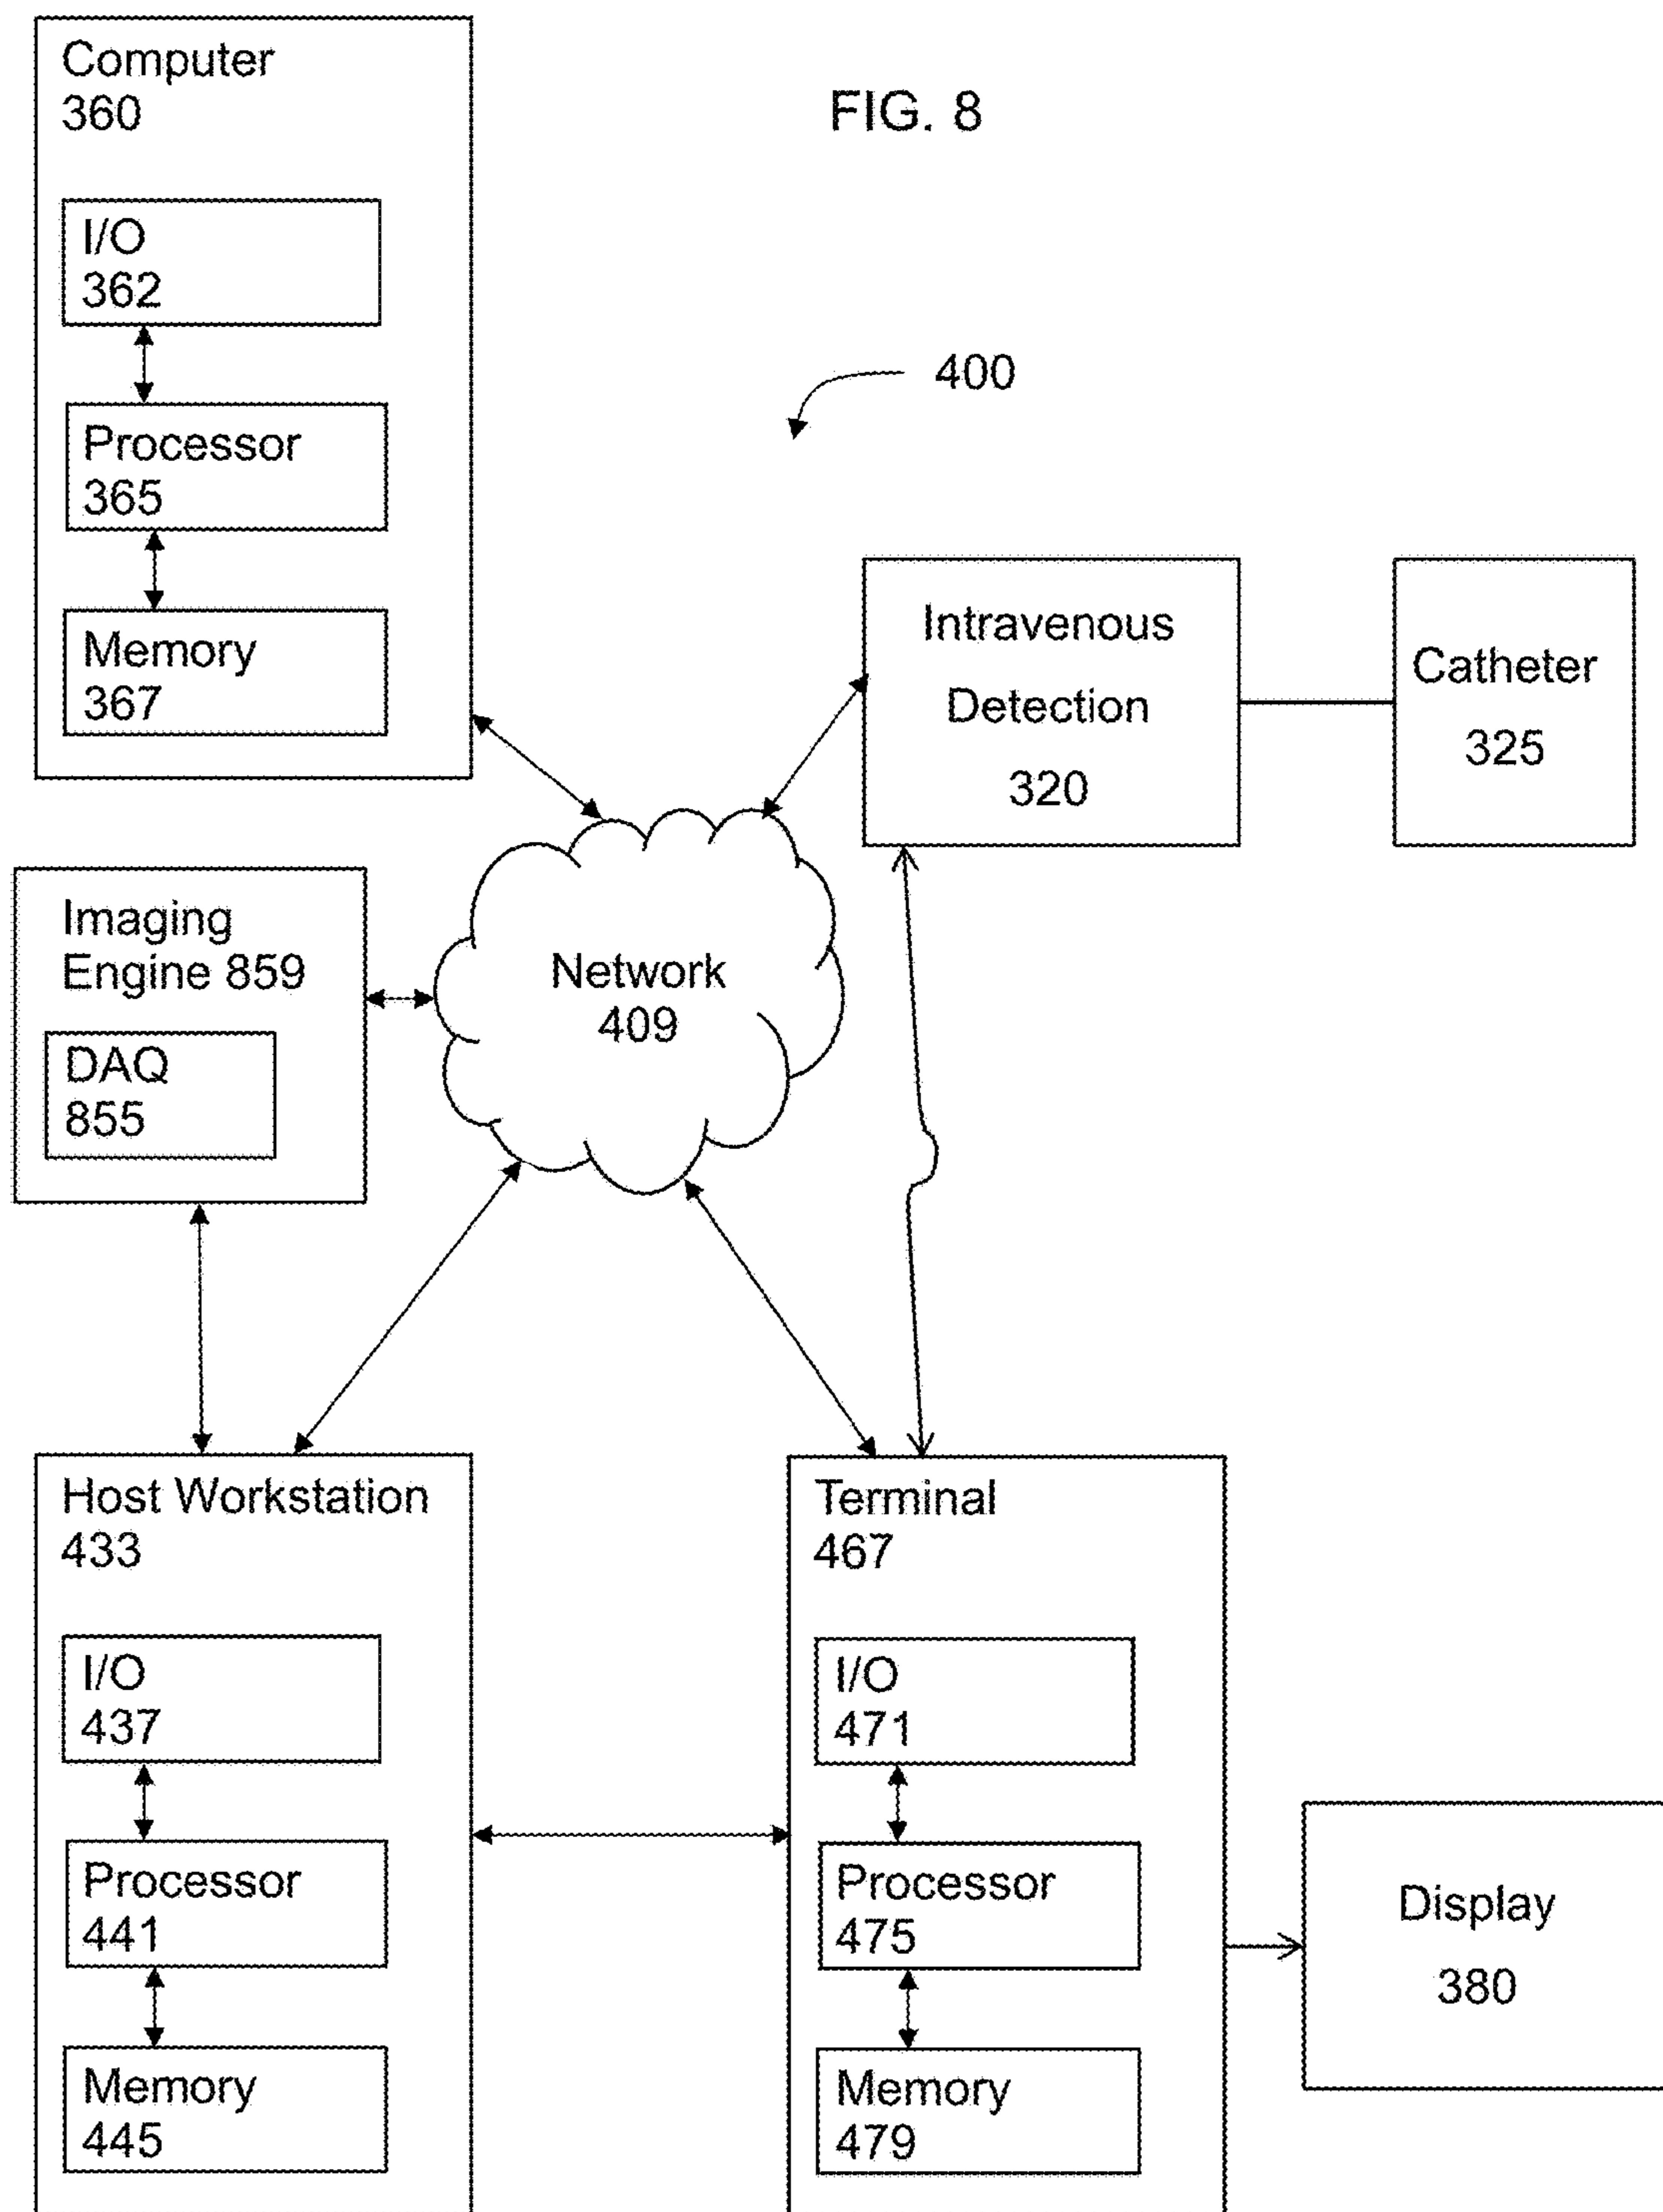 Computer
360
FIG. 8
I/O
362
Processor
365
Memory
367
400
Intravenous
Detection
320
Catheter
325
Imaging
Engine 859
DAQ
855
Network
409
Host Workstation
433
I/O
437
Processor
441
Memory
445
Terminal
467
I/O
471
Processor
475
Memory
479
Display
380